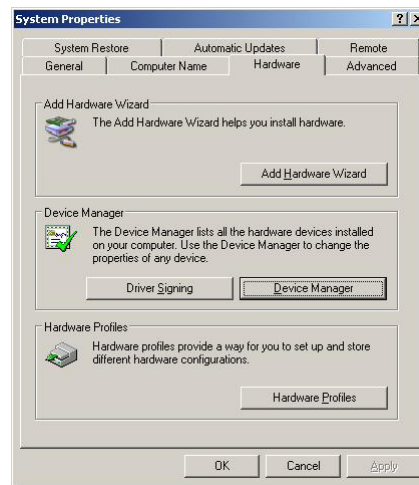 System Properties
System Restore Automatic Updates Remote
General Computer Name Hardware Advanced
Add Hardware Wizard
The Add Hardware Wizard helps you install hardware.
Add Hardware Wizard
Device Manager
The Device Manager lists all the hardware devices installed
on your computer. Use the Device Manager to change the
properties of any device.
Driver Signing Device Manager
Hardware Profiles
Hardware profiles provide a way for you to set up and store
different hardware configurations.
Hardware Profiles
OK Cancel Apply